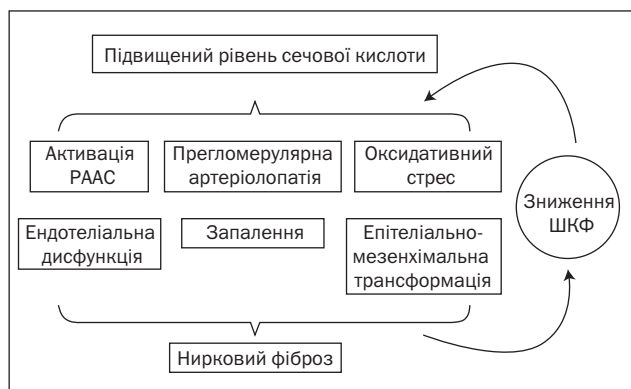 Підвищений рівень сечової кислоти
Активація
РААС
Прегломерулярна
артеріолопатія
Оксидативний
стрес
Зниження
ШКФ
Ендотеліальна
дисфункція
Запалення
Епітеліально-
мезенхімальна
трансформація
Нирковий фіброз